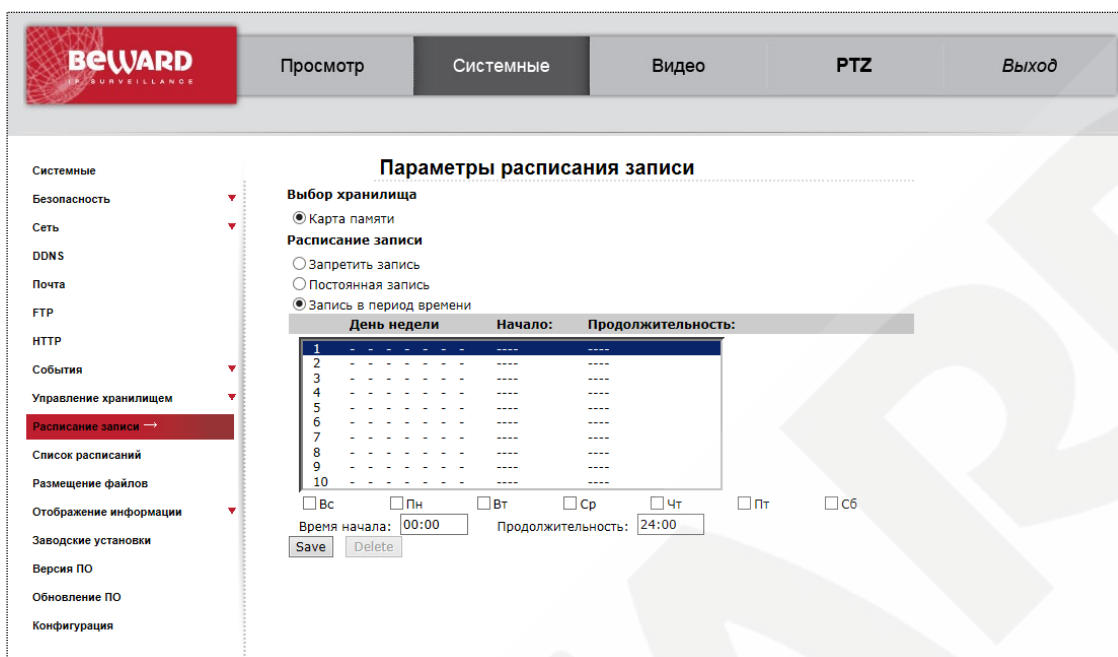 BEWARD
IP SURVEILLANCE
Просмотр Системные Видео PTZ Выход
Параметры расписания записи
Системные
Безопасность
Сеть
DDNS
Почта
FTP
HTTP
События
Управление хранилищем
Расписание записи →
Список расписаний
Размещение файлов
Отображение информации
Заводские установки
Версия ПО
Обновление ПО
Конфигурация
Выбор хранилища
Карта памяти
Расписание записи
Запретить запись
Постоянная запись
Запись в период времени
День недели Начало: Продолжительность:
1 - - - - - - - ---- ----
2 - - - - - - - ---- ----
3 - - - - - - - ---- ----
4 - - - - - - - ---- ----
5 - - - - - - - ---- ----
6 - - - - - - - ---- ----
7 - - - - - - - ---- ----
8 - - - - - - - ---- ----
9 - - - - - - - ---- ----
10 - - - - - - - ---- ----
Вс Пн Вт Ср Чт Пт Сб
Время начала: 00:00 Продолжительность: 24:00
Save Delete